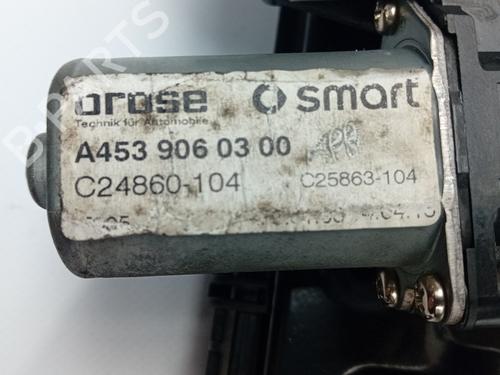 brose smart
Technik für Automobile
A453 906 03 00
C24860-104 C25863-104